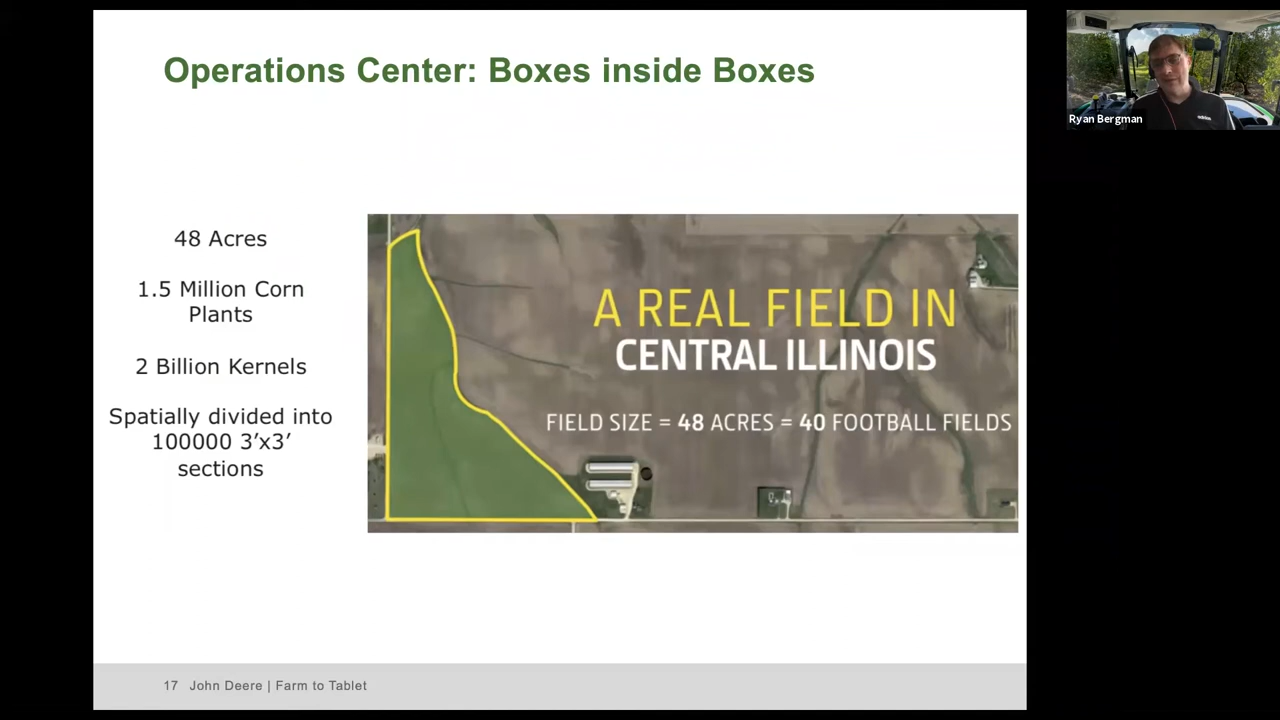 Operations Center: Boxes inside Boxes
48 Acres
1.5 Million Corn
Plants
2 Billion Kernels
Spatially divided into
100000 3’x3’
sections
A REAL FIELD IN
CENTRAL ILLINOIS
FIELD SIZE = 48 ACRES = 40 FOOTBALL FIELDS
17 John Deere | Farm to Tablet
Ryan Bergman
adidas